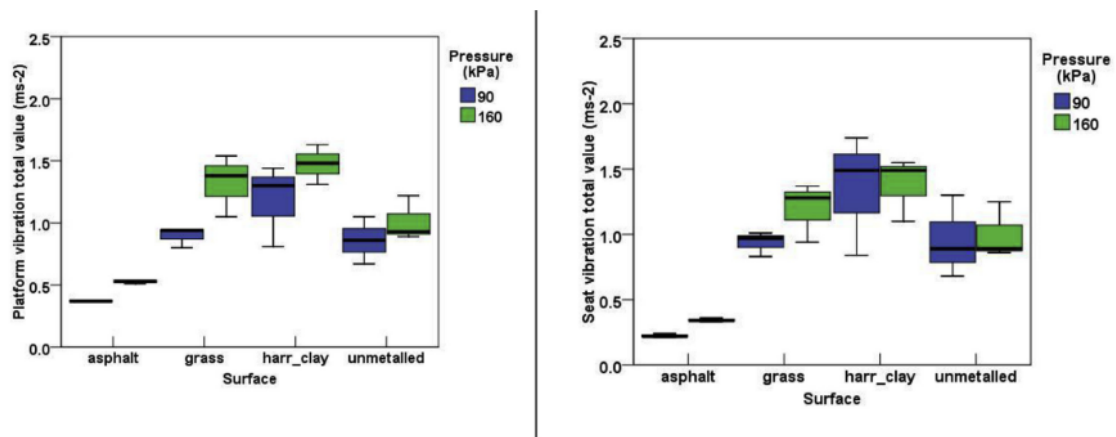 Platform vibration total value (ms-2)
2.5
2.0
1.5
1.0
0.5
0.0
asphalt grass harr_clay unmetalled
Surface
Pressure
(kPa)
90
160
Seat vibration total value (ms-2)
2.5
2.0
1.5
1.0
0.5
0.0
asphalt grass harr_clay unmetalled
Surface
Pressure
(kPa)
90
160